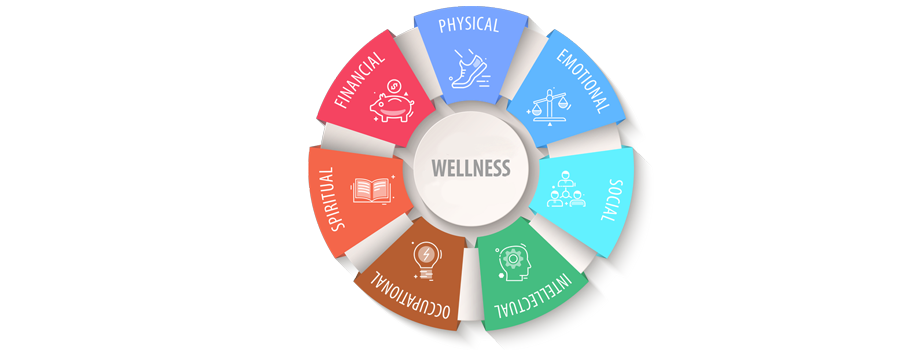 PHYSICAL
EMOTIONAL
SOCIAL
INTELLECTUAL
OCCUPATIONAL
SPIRITUAL
FINANCIAL
$
WELLNESS